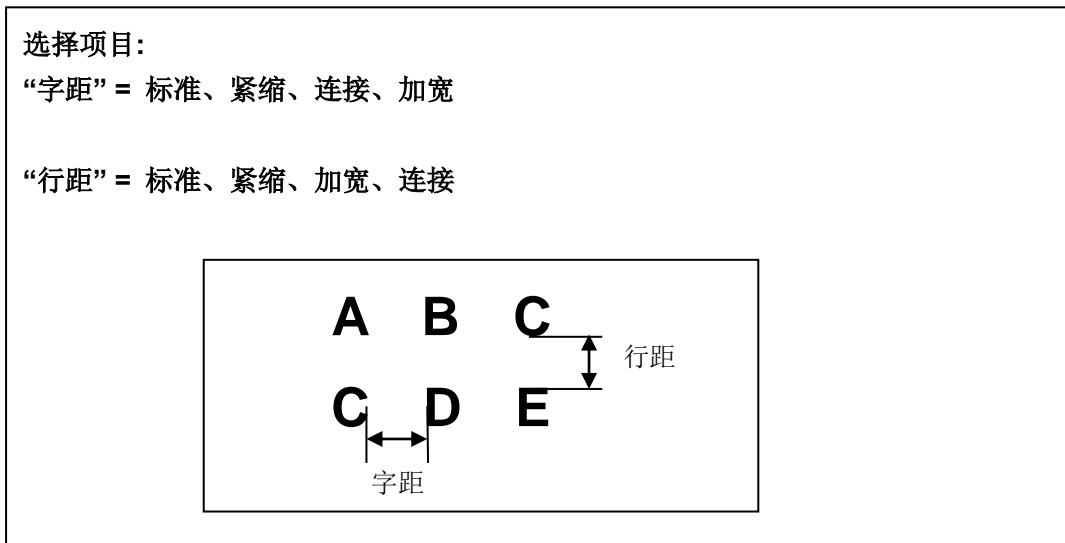 选择项目:
“字距” = 标准、紧缩、连接、加宽
“行距” = 标准、紧缩、加宽、连接
A B C
行距
C D E
字距